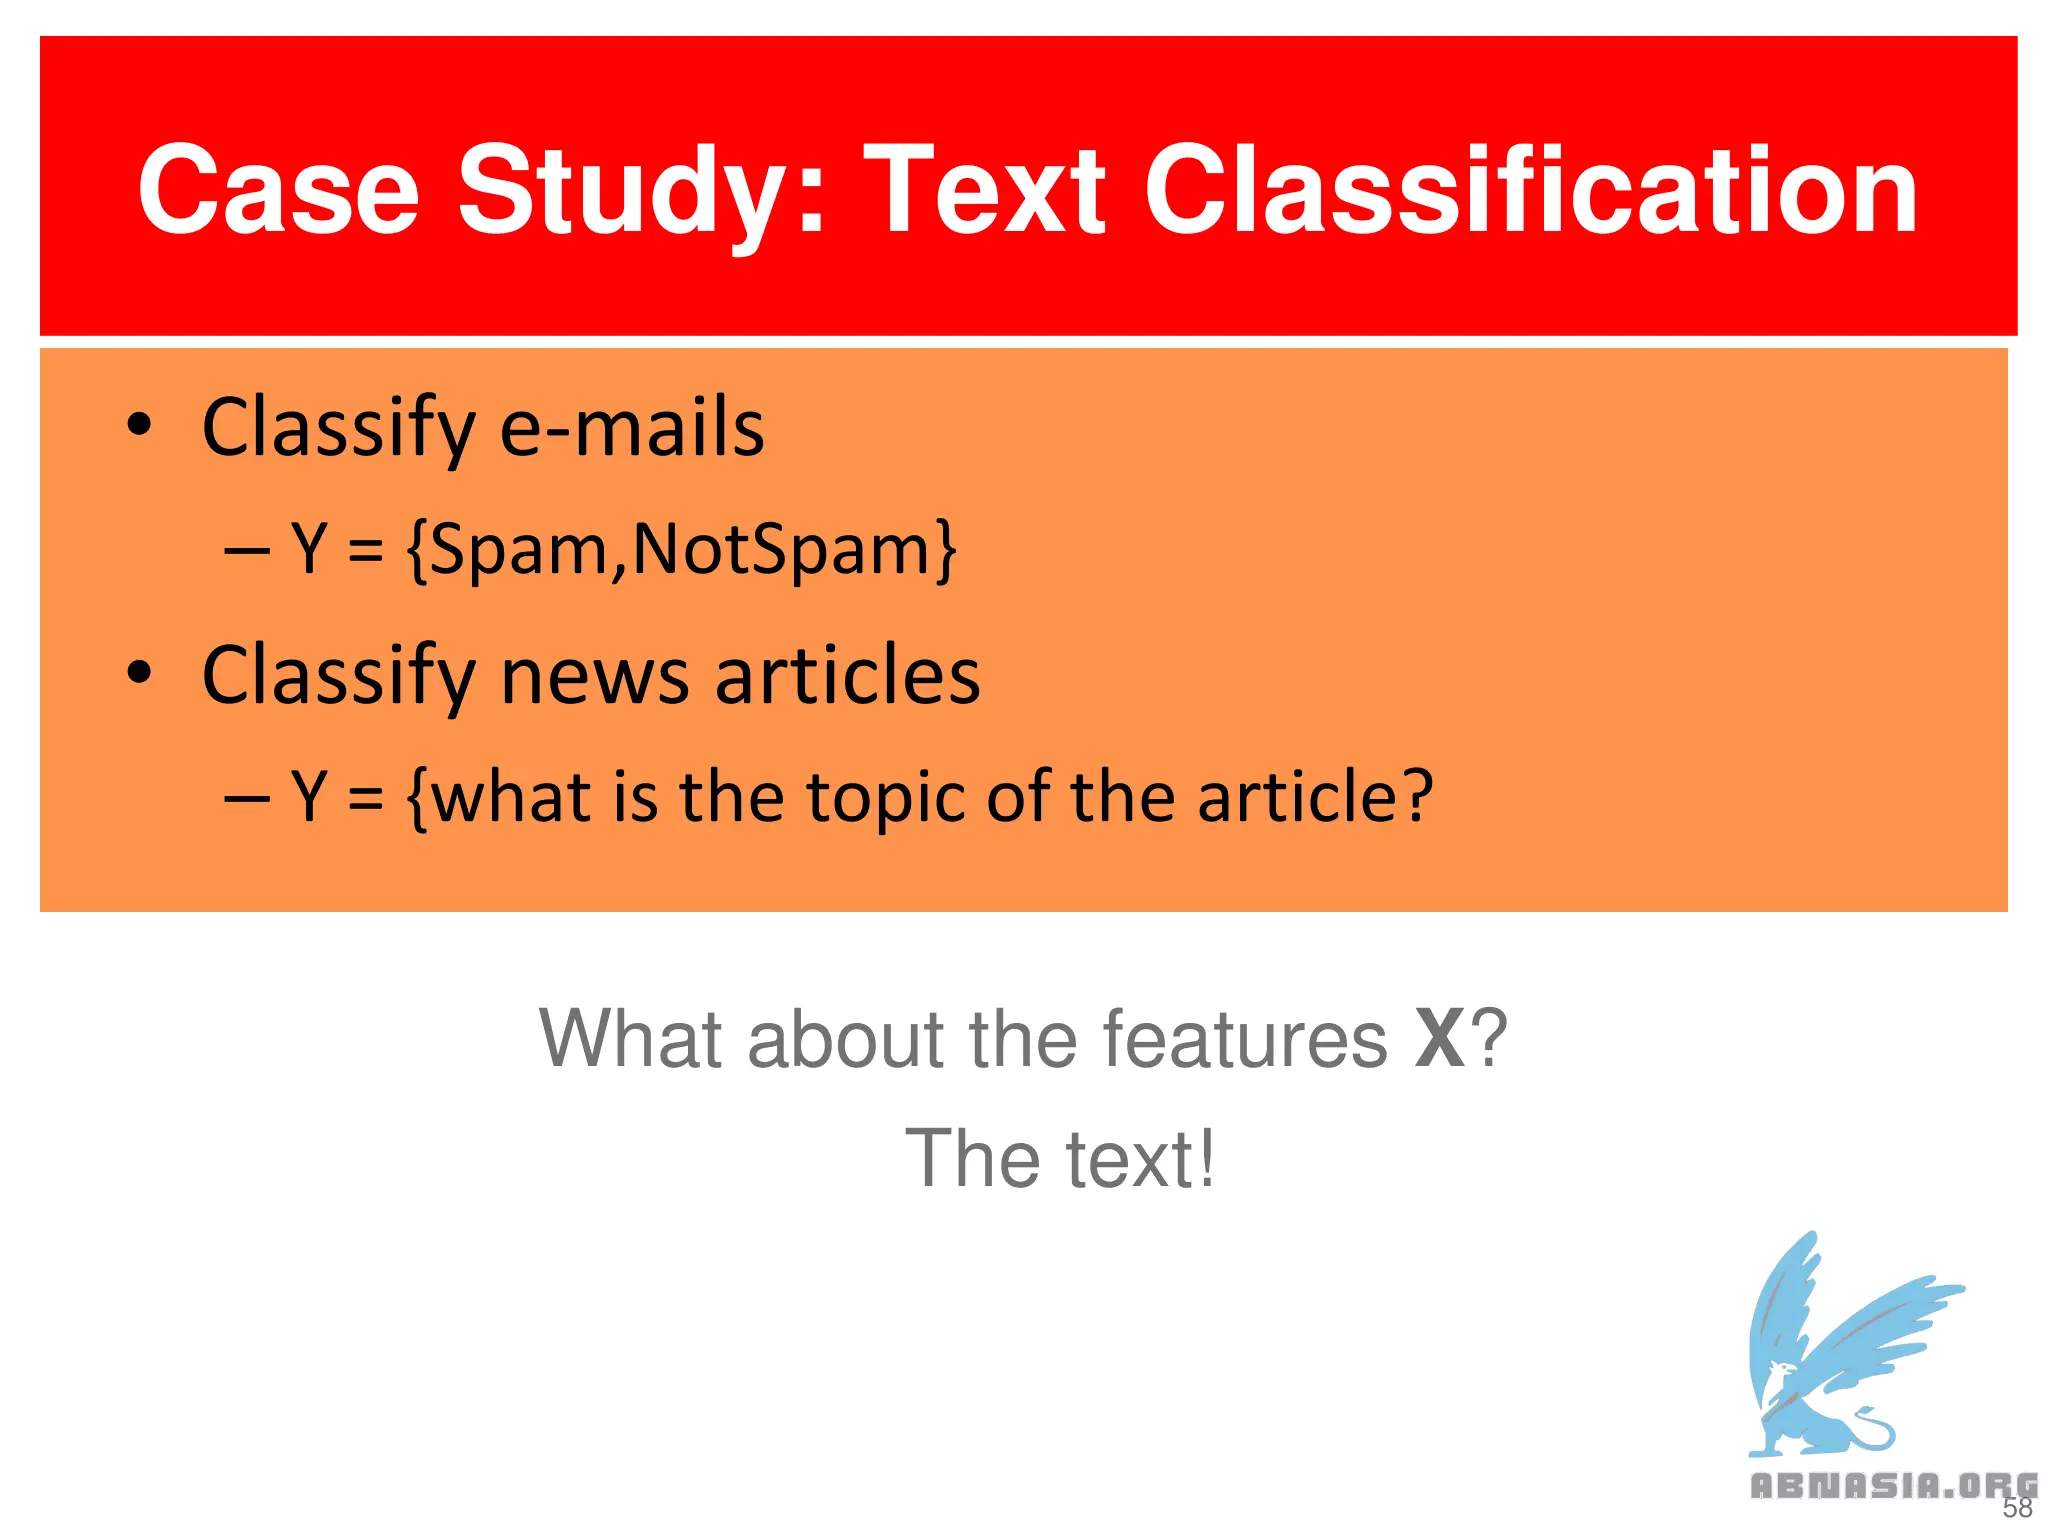 Case Study: Text Classification
• Classify e-mails
– Y = {Spam,NotSpam}
• Classify news articles
– Y = {what is the topic of the article?
What about the features X?
The text!
ABNASIA.ORG
58